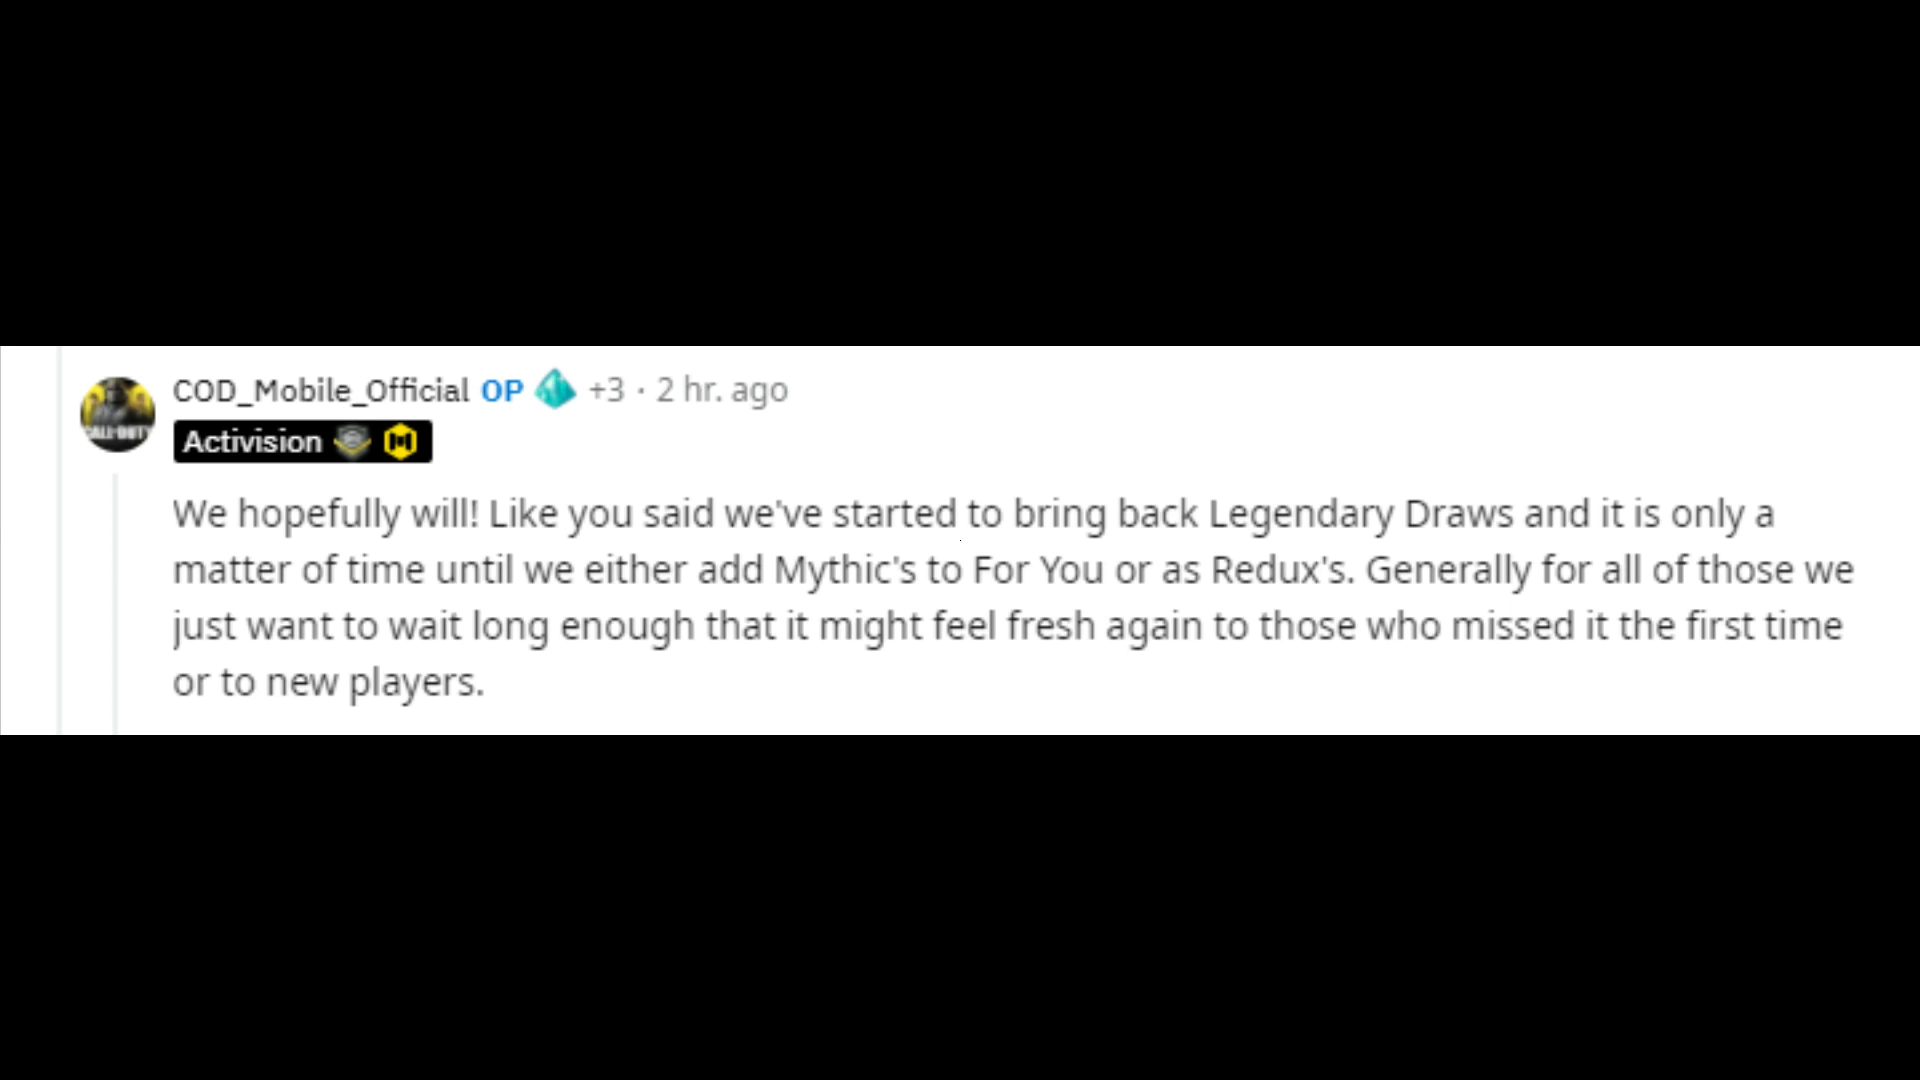 COD_Mobile_Official OP +3 · 2 hr. ago
Activision
We hopefully will! Like you said we've started to bring back Legendary Draws and it is only a
matter of time until we either add Mythic's to For You or as Redux's. Generally for all of those we
just want to wait long enough that it might feel fresh again to those who missed it the first time
or to new players.